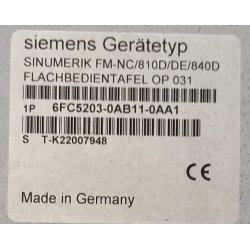 siemens Gerätetyp
SINUMERIK FM-NC/810D/DE/840D
FLACHBEDIENTAFEL OP 031
1P 6FC5203-0AB11-0AA1
S T-K22007948
CE
Made in Germany